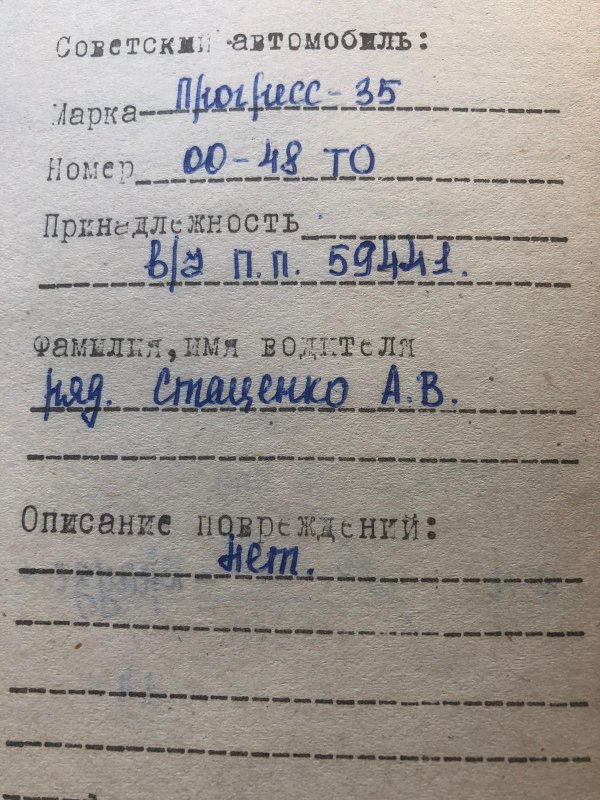 Советский автомобиль:
Марка Прогресс-35
Номер 00-48 ТО
Принадлежность
в/ч п.п. 59441.
Фамилия, имя водителя
ряд. Стаценко А.В.
Описание повреждений:
нет.